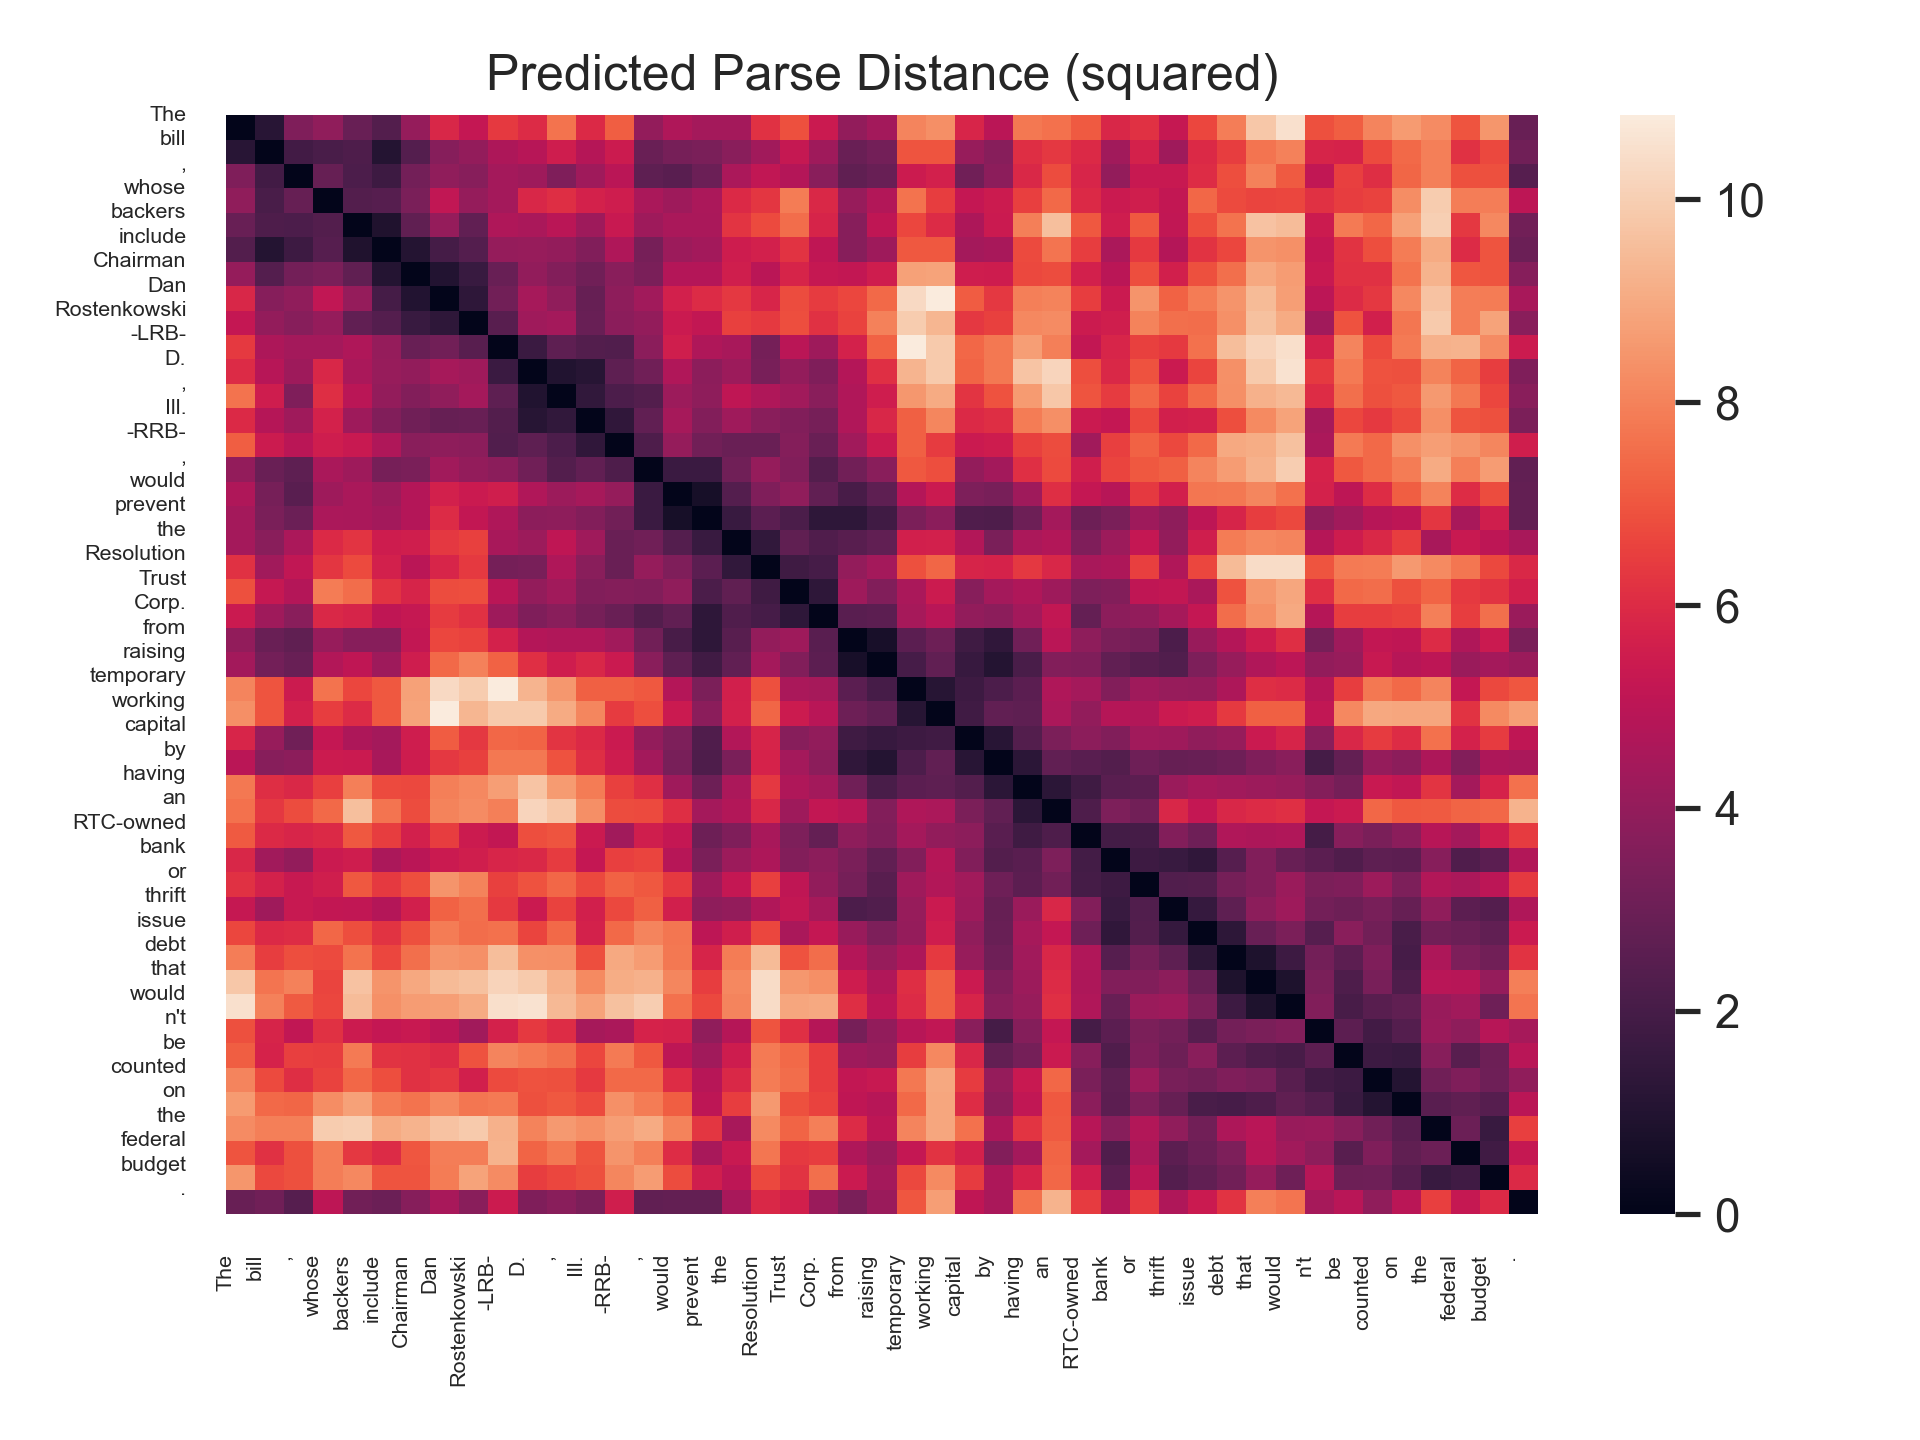 Predicted Parse Distance (squared)
The
bill
,
whose
backers
include
Chairman
Dan
Rostenkowski
-LRB-
D.
,
Ill.
-RRB-
,
would
prevent
the
Resolution
Trust
Corp.
from
raising
temporary
working
capital
by
having
an
RTC-owned
bank
or
thrift
issue
debt
that
would
n't
be
counted
on
the
federal
budget
.
The
bill
,
whose
backers
include
Chairman
Dan
Rostenkowski
-LRB-
D.
,
Ill.
-RRB-
,
would
prevent
the
Resolution
Trust
Corp.
from
raising
temporary
working
capital
by
having
an
RTC-owned
bank
or
thrift
issue
debt
that
would
n't
be
counted
on
the
federal
budget
.
10
8
6
4
2
0